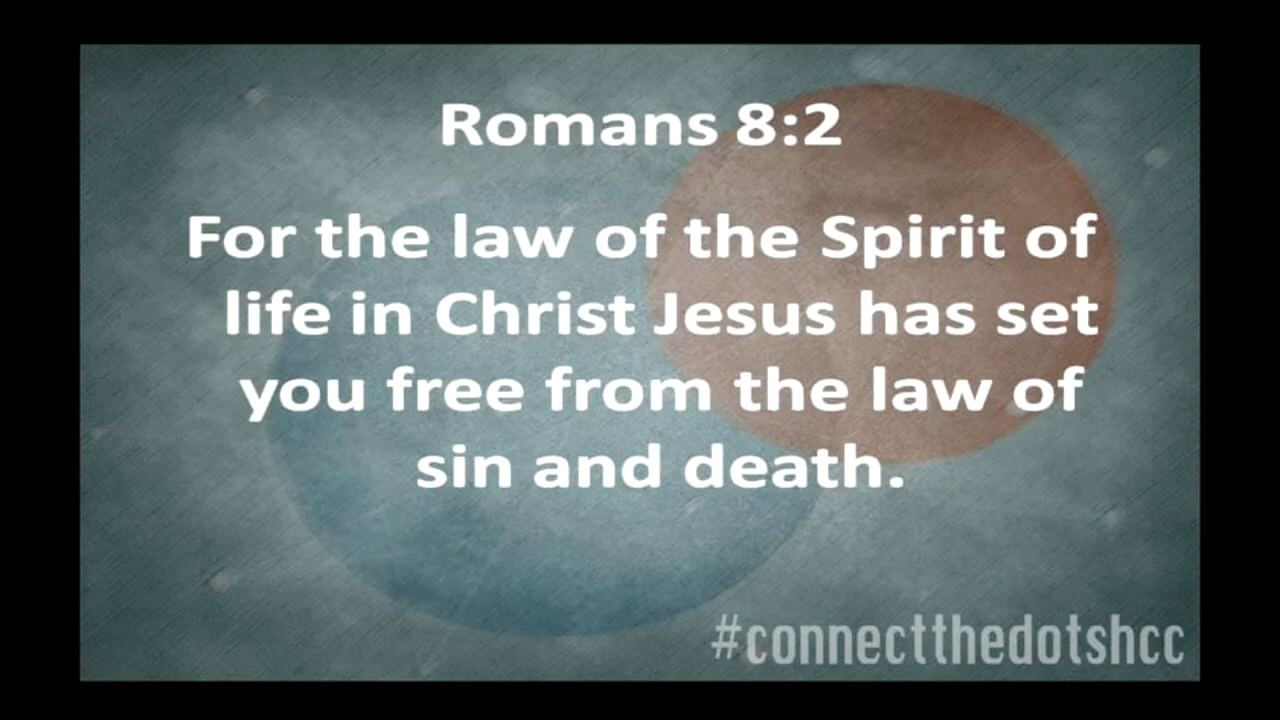 Romans 8:2
For the law of the Spirit of
life in Christ Jesus has set
you free from the law of
sin and death.
#connectthedotshcc